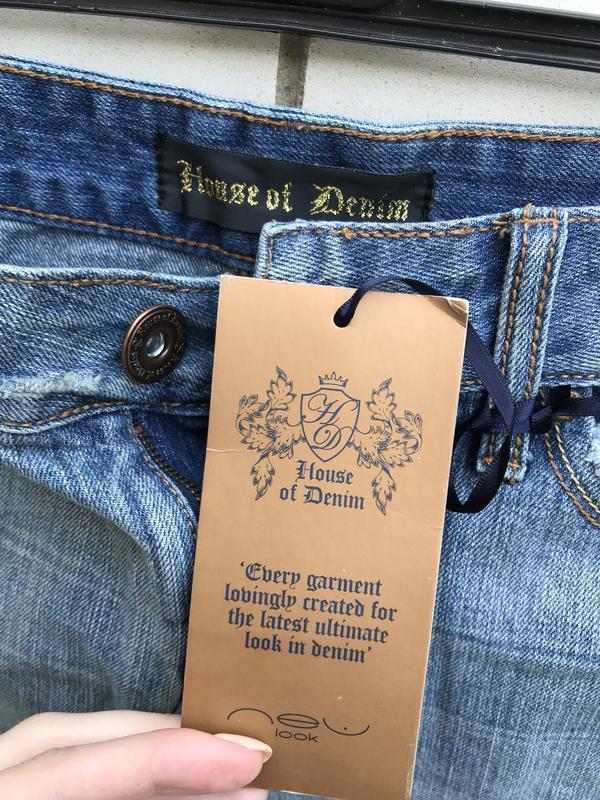 House of Denim
HD
House
of Denim
'Every garment
lovingly created for
the latest ultimate
look in denim'
new
look